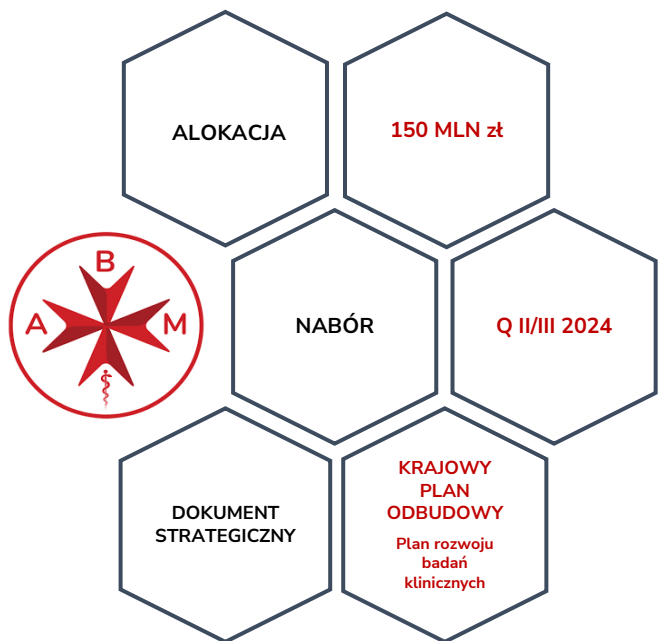 ALOKACJA
150 MLN zł
B
A M
NABÓR
Q II/III 2024
DOKUMENT
STRATEGICZNY
KRAJOWY
PLAN
ODBUDOWY
Plan rozwoju
badań
klinicznych